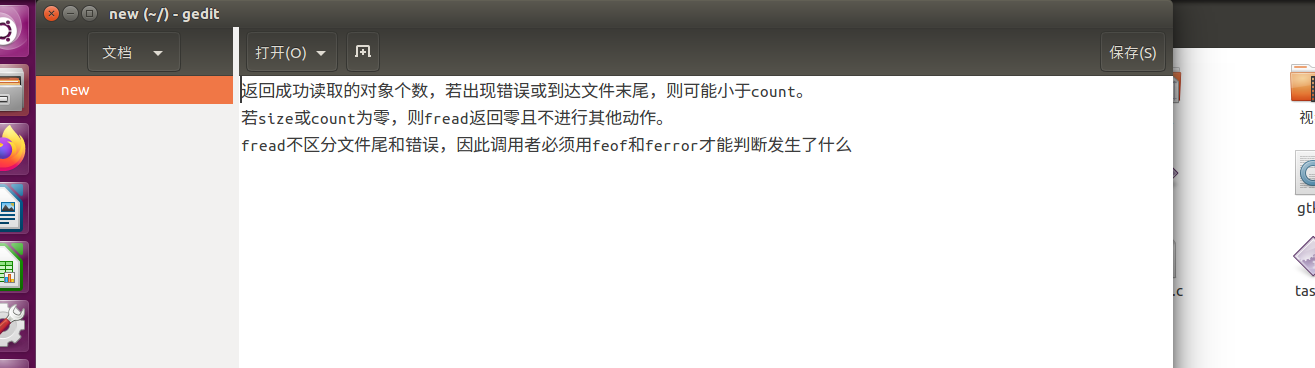 new (~/) - gedit
文档
打开(O)
保存(S)
new
返回成功读取的对象个数，若出现错误或到达文件末尾，则可能小于count。
若size或count为零，则fread返回零且不进行其他动作。
fread不区分文件尾和错误，因此调用者必须用feof和ferror才能判断发生了什么
视
gtl
.c
tas